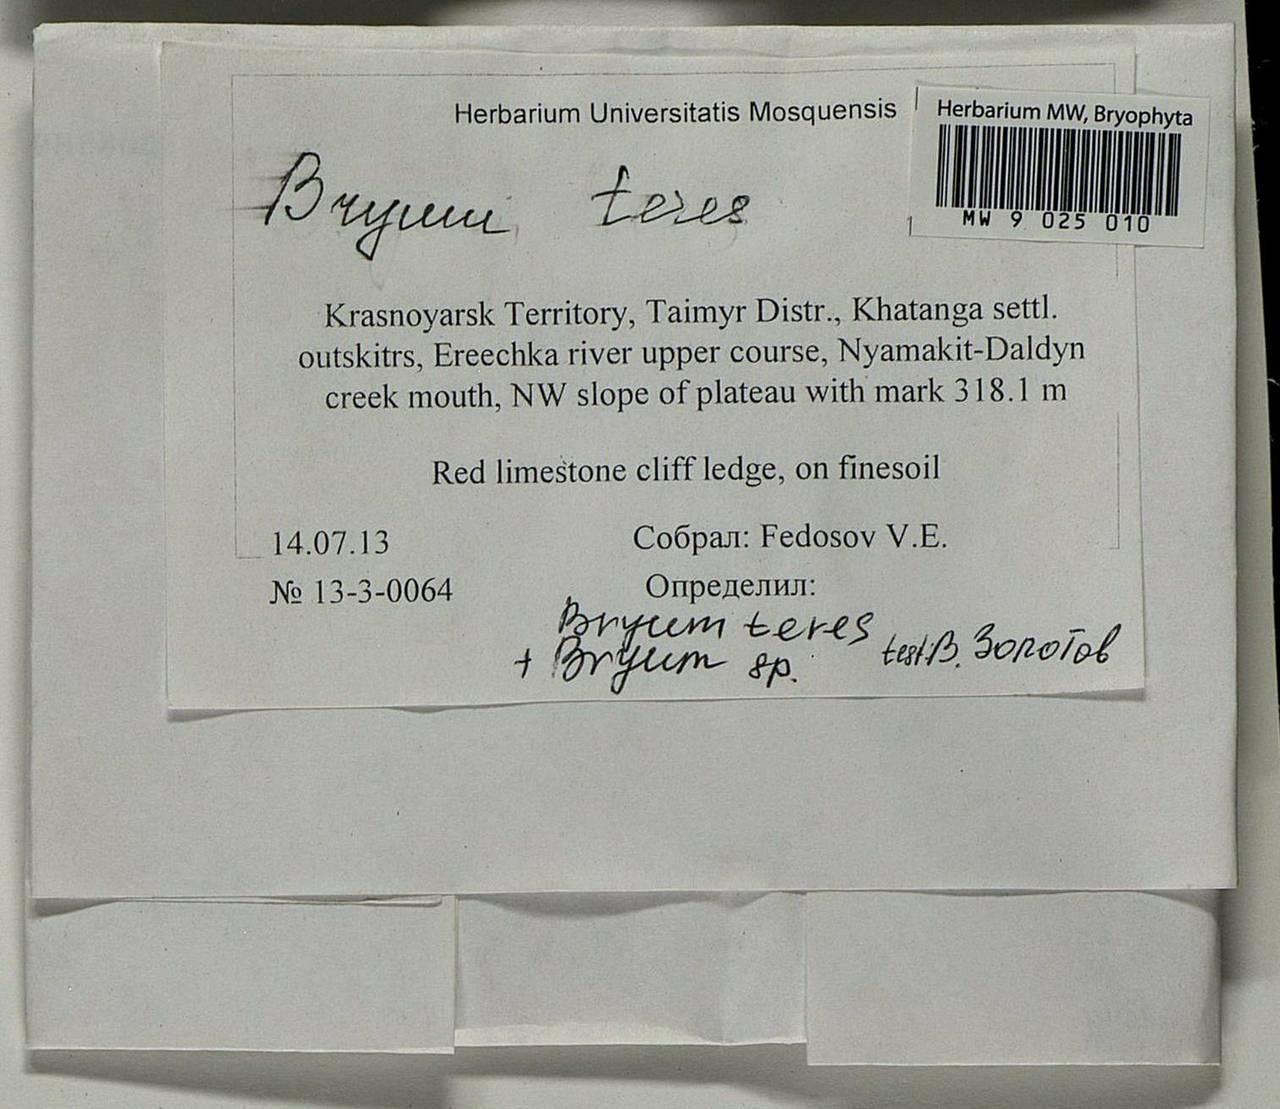 Herbarium Universitatis Mosquensis
Herbarium MW, Bryophyta
MW 9 025 010
Bryum teres
Krasnoyarsk Territory, Taimyr Distr., Khatanga settl.
outskitrs, Ereechka river upper course, Nyamakit-Daldyn
creek mouth, NW slope of plateau with mark 318.1 m
Red limestone cliff ledge, on finesoil
14.07.13
Собрал: Fedosov V.E.
№ 13-3-0064
Определил:
Bryum teres
+ Bryum sp.
test. В. Золотов